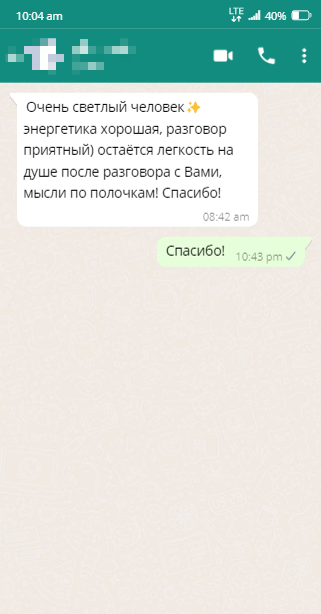 10:04 am LTE 40%
Очень светлый человек✨
энергетика хорошая, разговор
приятный) остаётся легкость на
душе после разговора с Вами,
мысли по полочкам! Спасибо!
08:42 am
Спасибо! 10:43 pm